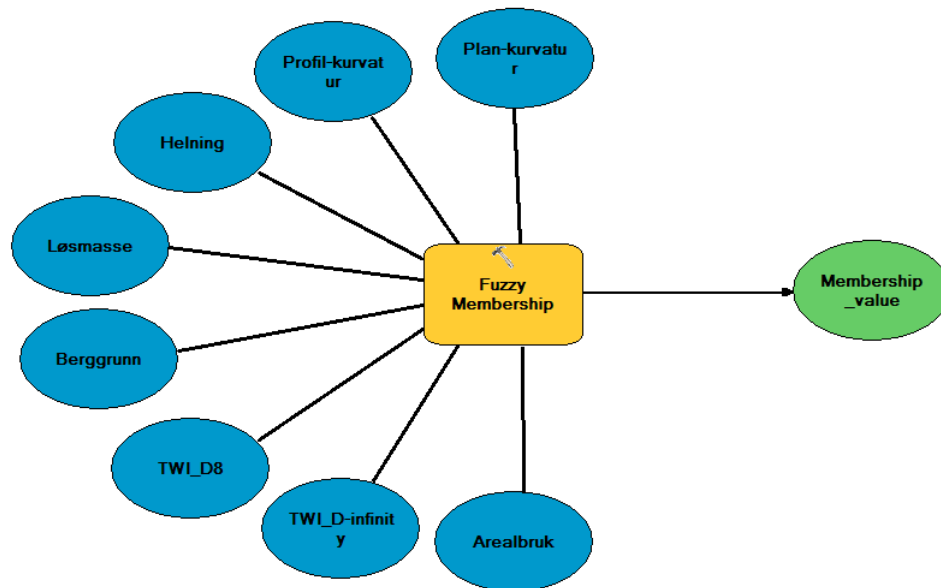 Plan-kurvatu
r
Profil-kurvat
ur
Helning
Løsmasse
Fuzzy
Membership
Membership
_value
Berggrunn
TWI_D8
TWI_D-infinit
y
Arealbruk